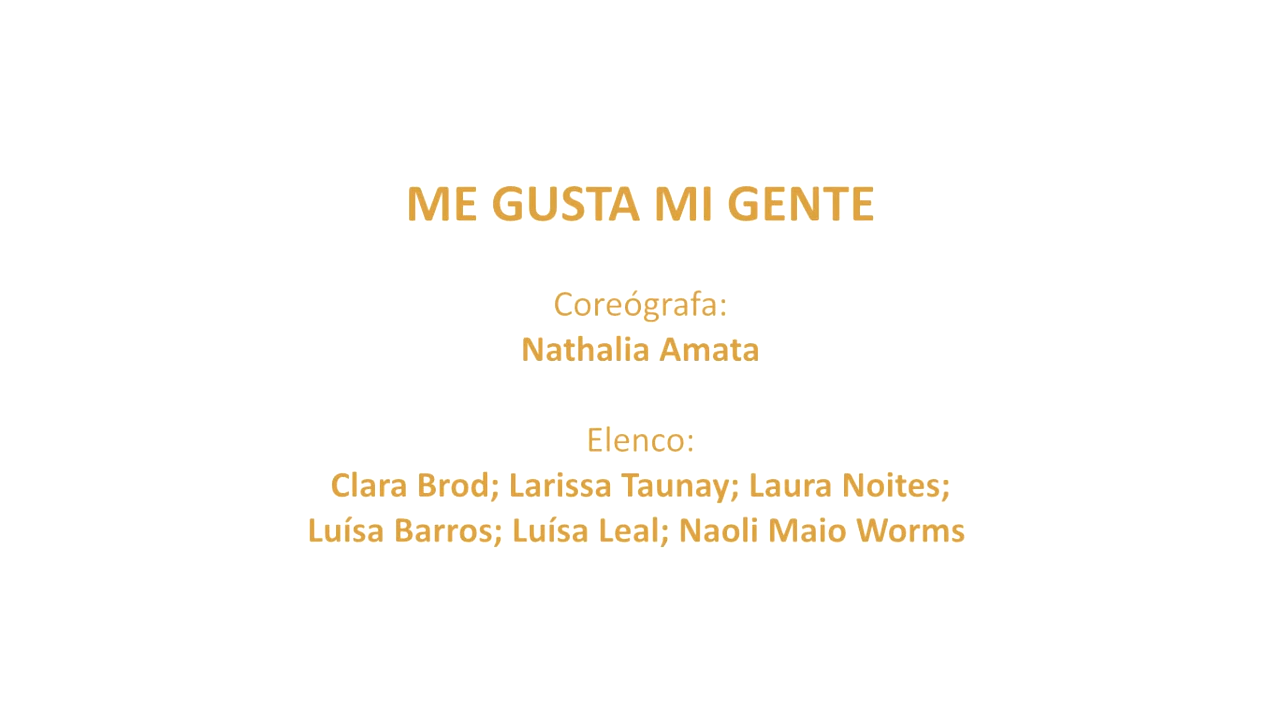 ME GUSTA MI GENTE
Coreógrafa:
Nathalia Amata
Elenco:
Clara Brod; Larissa Taunay; Laura Noites;
Luísa Barros; Luísa Leal; Naoli Maio Worms